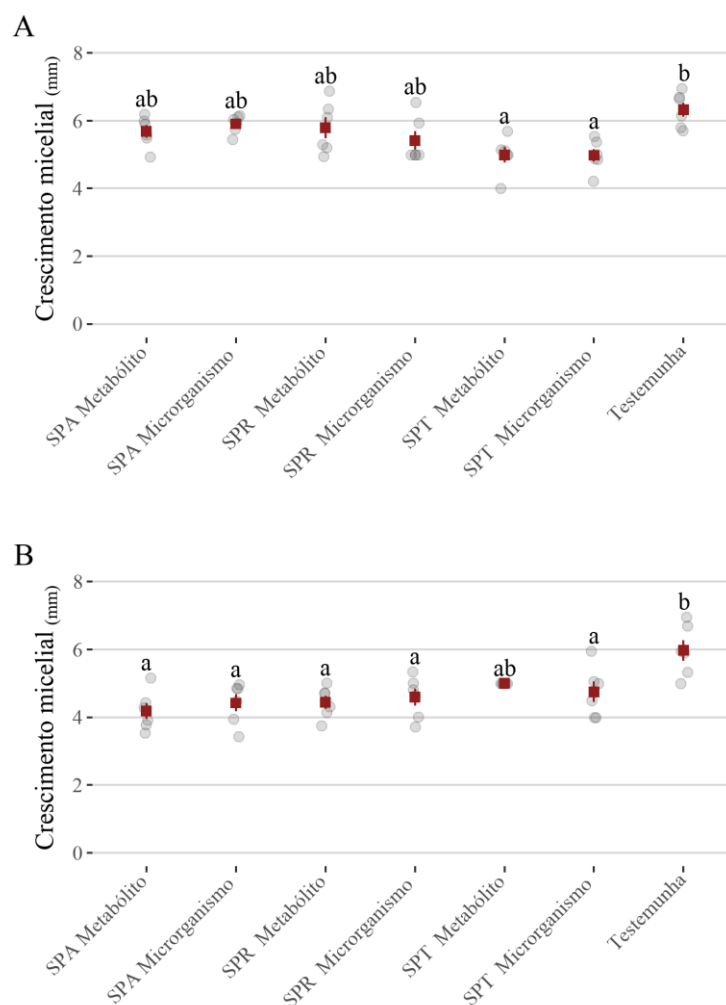 A
Crescimento micelial (mm)
8
6
4
2
0
ab
ab
ab
ab
a
a
b
SPA Metabólito
SPA Microrganismo
SPR Metabólito
SPR Microrganismo
SPT Metabólito
SPT Microrganismo
Testemunha
B
Crescimento micelial (mm)
8
6
4
2
0
a
a
a
a
ab
a
b
SPA Metabólito
SPA Microrganismo
SPR Metabólito
SPR Microrganismo
SPT Metabólito
SPT Microrganismo
Testemunha